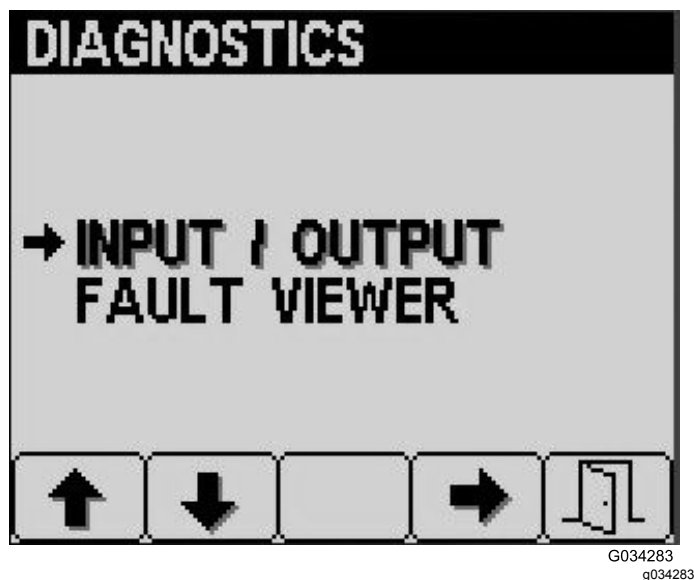 DIAGNOSTICS
INPUT / OUTPUT
FAULT VIEWER
G034283
g034283